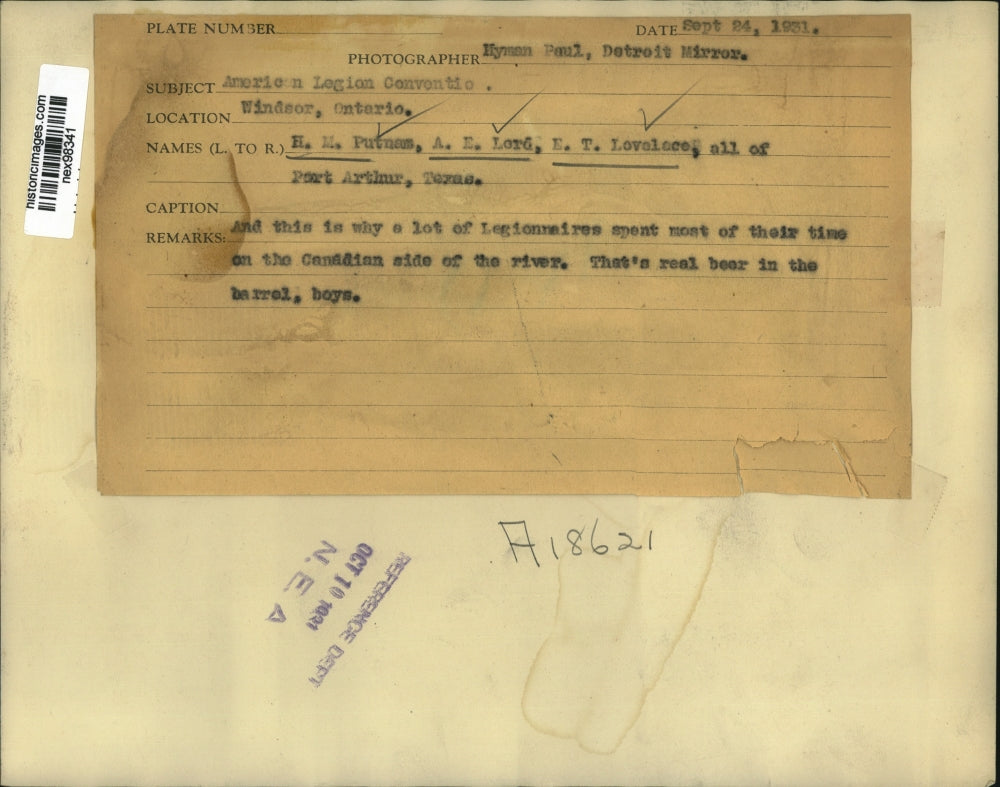 PLATE NUMBER
DATE Sept 24, 1931.
PHOTOGRAPHER Hyman Paul, Detroit Mirror.
SUBJECT American Legion Conventio .
LOCATION Windsor, Ontario.
NAMES (L. TO R.) H. M. Putnam, A. E. Lord, E. T. Lovelace, all of
Port Arthur, Texas.
CAPTION
REMARKS: And this is why a lot of Legionnaires spent most of their time
on the Canadian side of the river. That's real beer in the
barrel, boys.
historicimages.com
nex98341
A18621
REFERENCE DEPT
OCT 10 1931
N. E. A